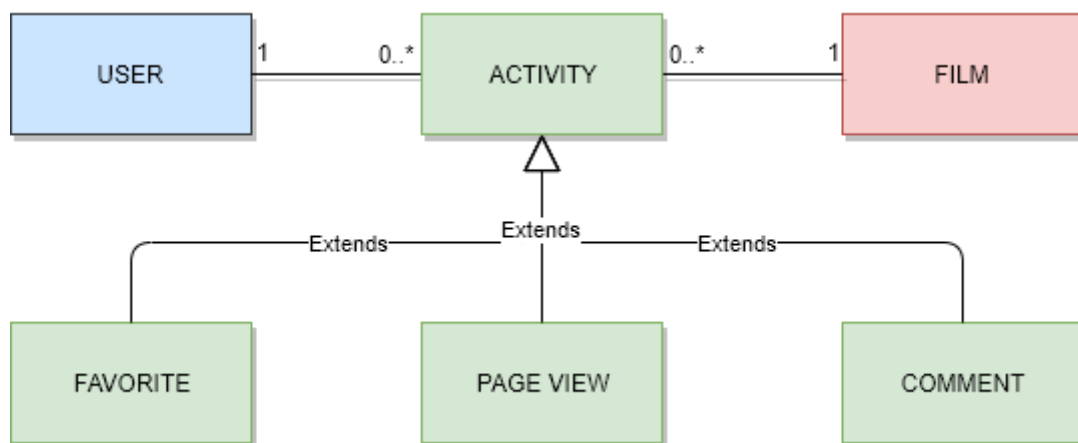 USER
1
0..*
ACTIVITY
0..*
1
FILM
Extends
Extends
Extends
FAVORITE
PAGE VIEW
COMMENT